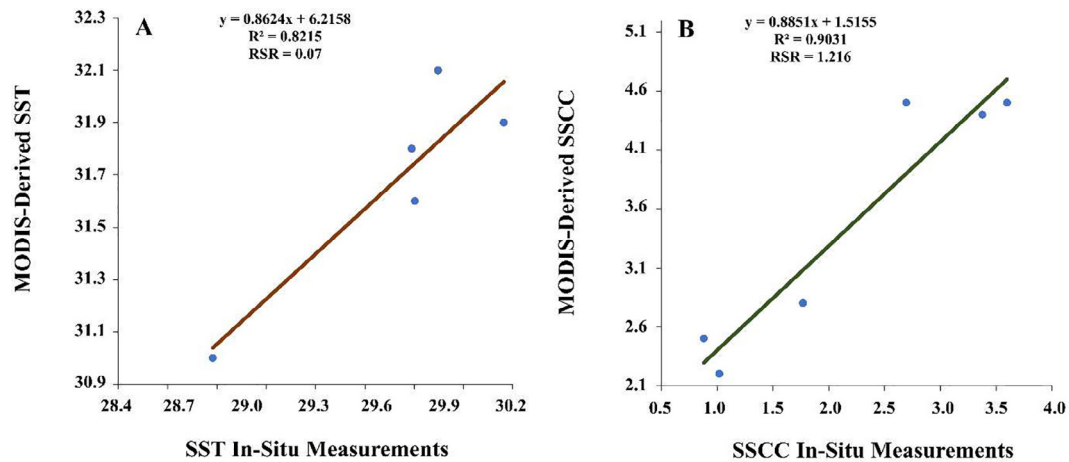 A
y = 0.8624x + 6.2158
R² = 0.8215
RSR = 0.07
MODIS-Derived SST
32.3
32.1
31.9
31.7
31.5
31.3
31.1
30.9
28.4 28.7 29.0 29.3 29.6 29.9 30.2
SST In-Situ Measurements
B
y = 0.8851x + 1.5155
R² = 0.9031
RSR = 1.216
MODIS-Derived SSCC
5.1
4.6
4.1
3.6
3.1
2.6
2.1
0.5 1.0 1.5 2.0 2.5 3.0 3.5 4.0
SSCC In-Situ Measurements